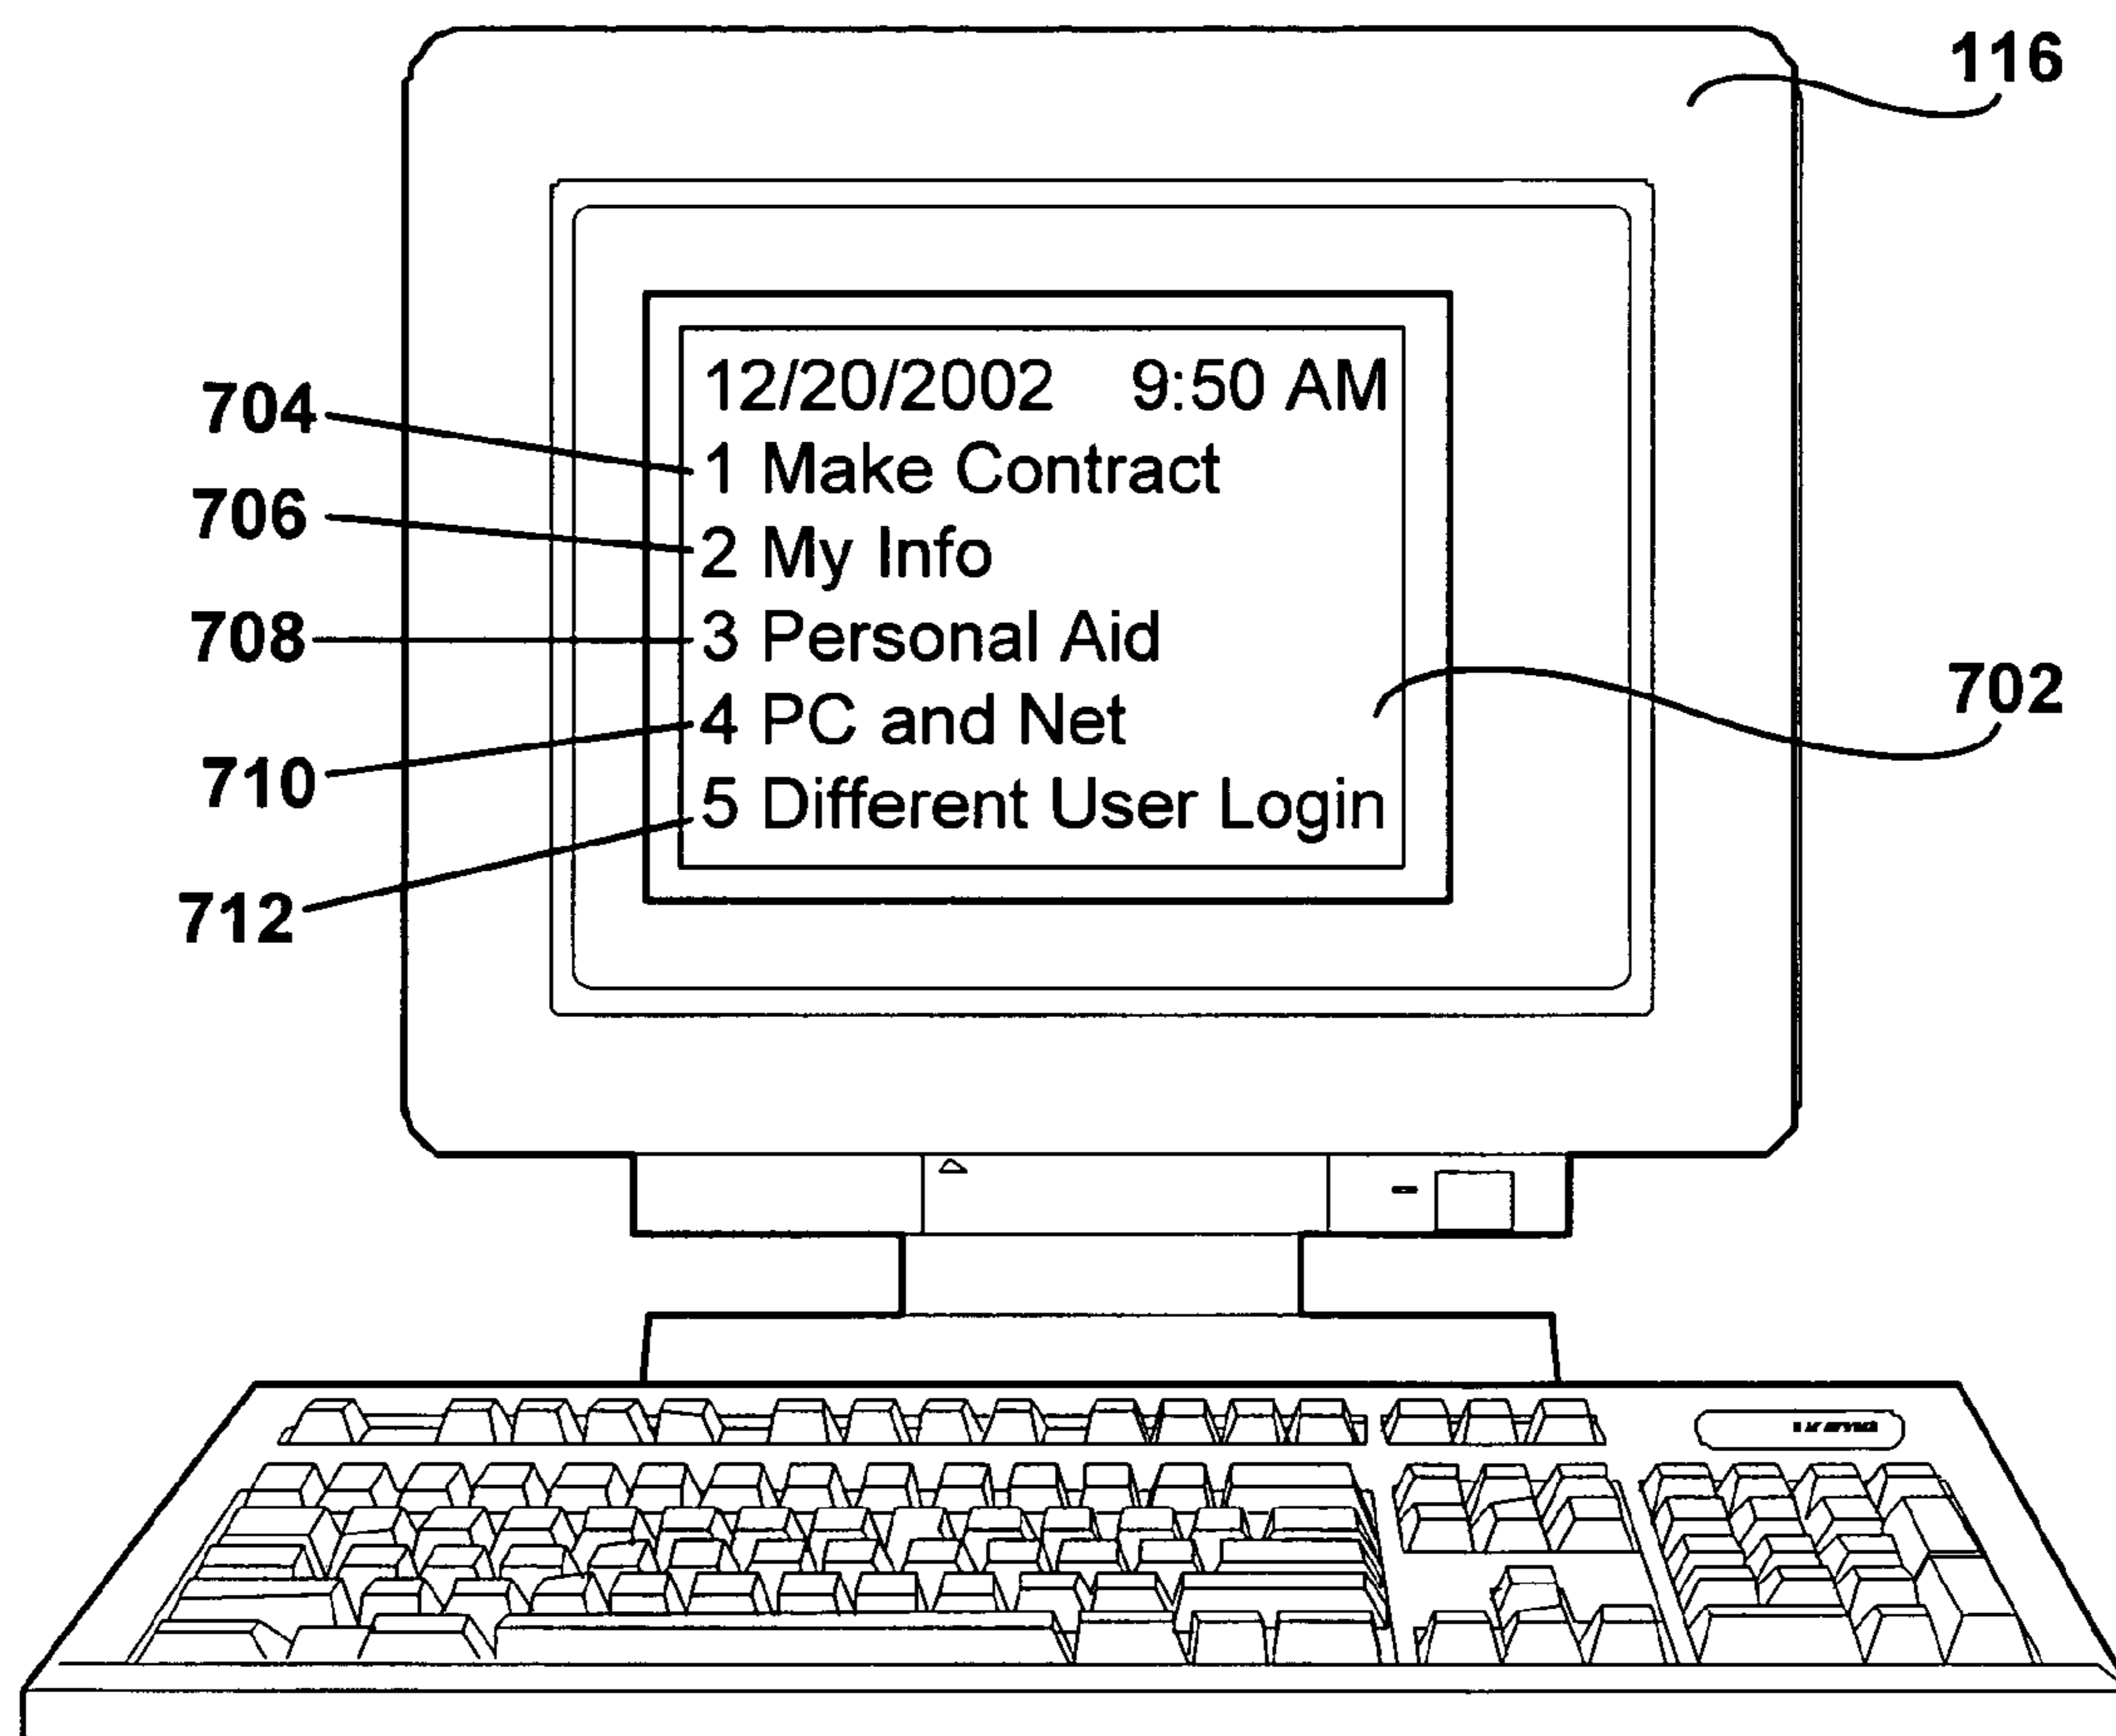 116
12/20/2002 9:50 AM
704
1 Make Contract
706
2 My Info
708
3 Personal Aid
702
710
4 PC and Net
712
5 Different User Login